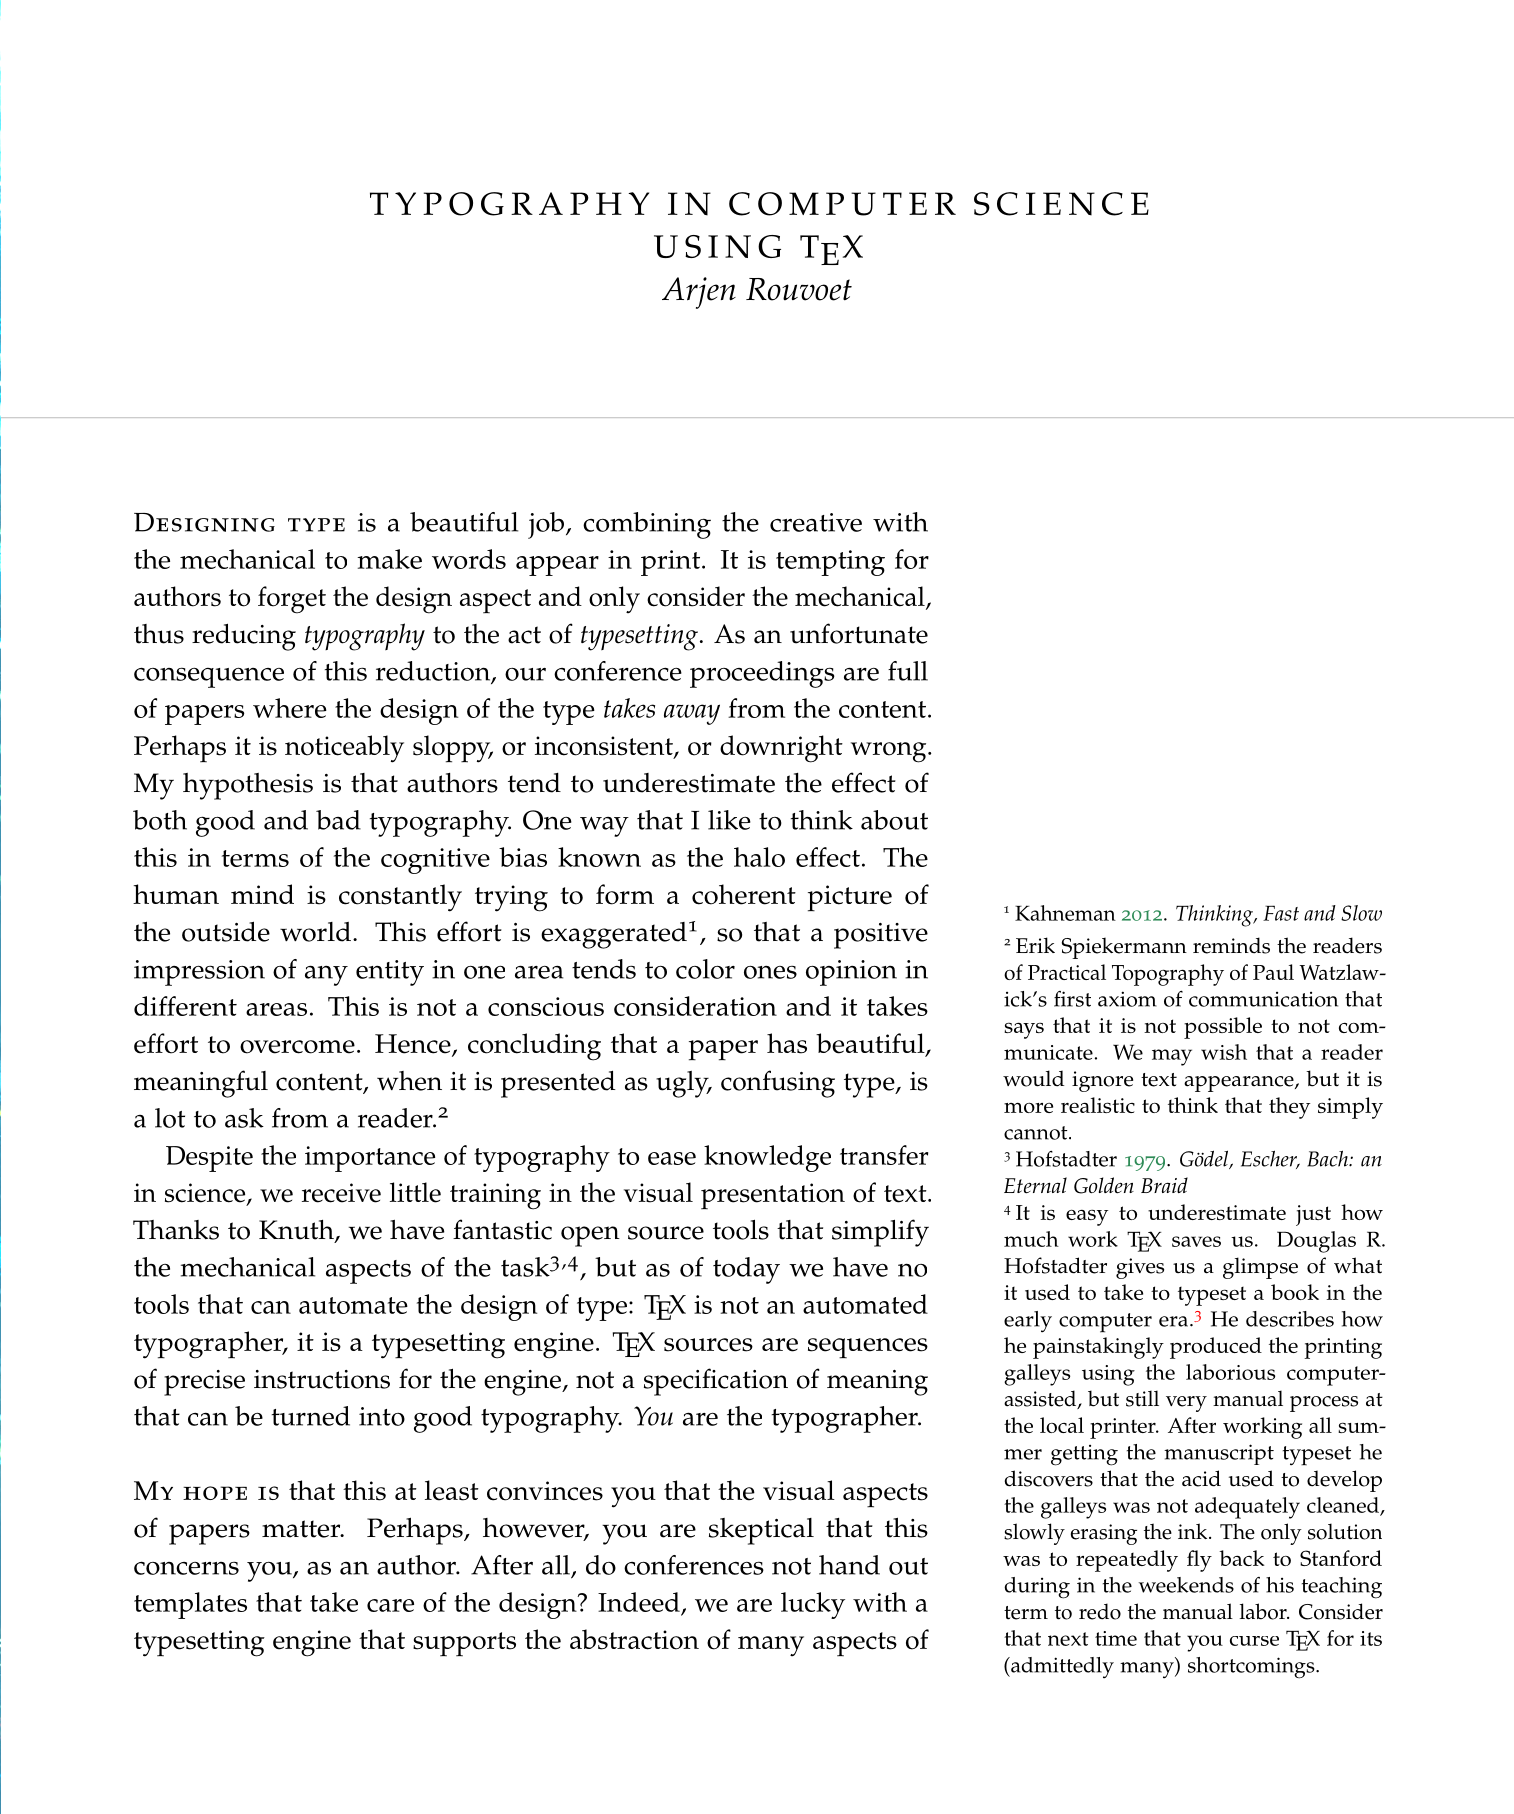 TYPOGRAPHY IN COMPUTER SCIENCE
USING TEX
Arjen Rouvoet
DESIGNING TYPE is a beautiful job, combining the creative with
the mechanical to make words appear in print. It is tempting for
authors to forget the design aspect and only consider the mechanical,
thus reducing typography to the act of typesetting. As an unfortunate
consequence of this reduction, our conference proceedings are full
of papers where the design of the type takes away from the content.
Perhaps it is noticeably sloppy, or inconsistent, or downright wrong.
My hypothesis is that authors tend to underestimate the effect of
both good and bad typography. One way that I like to think about
this in terms of the cognitive bias known as the halo effect. The
human mind is constantly trying to form a coherent picture of
the outside world. This effort is exaggerated¹, so that a positive
impression of any entity in one area tends to color ones opinion in
different areas. This is not a conscious consideration and it takes
effort to overcome. Hence, concluding that a paper has beautiful,
meaningful content, when it is presented as ugly, confusing type, is
a lot to ask from a reader.²
Despite the importance of typography to ease knowledge transfer
in science, we receive little training in the visual presentation of text.
Thanks to Knuth, we have fantastic open source tools that simplify
the mechanical aspects of the task³,⁴, but as of today we have no
tools that can automate the design of type: TEX is not an automated
typographer, it is a typesetting engine. TEX sources are sequences
of precise instructions for the engine, not a specification of meaning
that can be turned into good typography. You are the typographer.
MY HOPE IS that this at least convinces you that the visual aspects
of papers matter. Perhaps, however, you are skeptical that this
concerns you, as an author. After all, do conferences not hand out
templates that take care of the design? Indeed, we are lucky with a
typesetting engine that supports the abstraction of many aspects of
¹ Kahneman 2012. Thinking, Fast and Slow
² Erik Spiekermann reminds the readers
of Practical Topography of Paul Watzlaw-
ick's first axiom of communication that
says that it is not possible to not com-
municate. We may wish that a reader
would ignore text appearance, but it is
more realistic to think that they simply
cannot.
³ Hofstadter 1979. Gödel, Escher, Bach: an
Eternal Golden Braid
⁴ It is easy to underestimate just how
much work TEX saves us. Douglas R.
Hofstadter gives us a glimpse of what
it used to take to typeset a book in the
early computer era.³ He describes how
he painstakingly produced the printing
galleys using the laborious computer-
assisted, but still very manual process at
the local printer. After working all sum-
mer getting the manuscript typeset he
discovers that the acid used to develop
the galleys was not adequately cleaned,
slowly erasing the ink. The only solution
was to repeatedly fly back to Stanford
during in the weekends of his teaching
term to redo the manual labor. Consider
that next time that you curse TEX for its
(admittedly many) shortcomings.